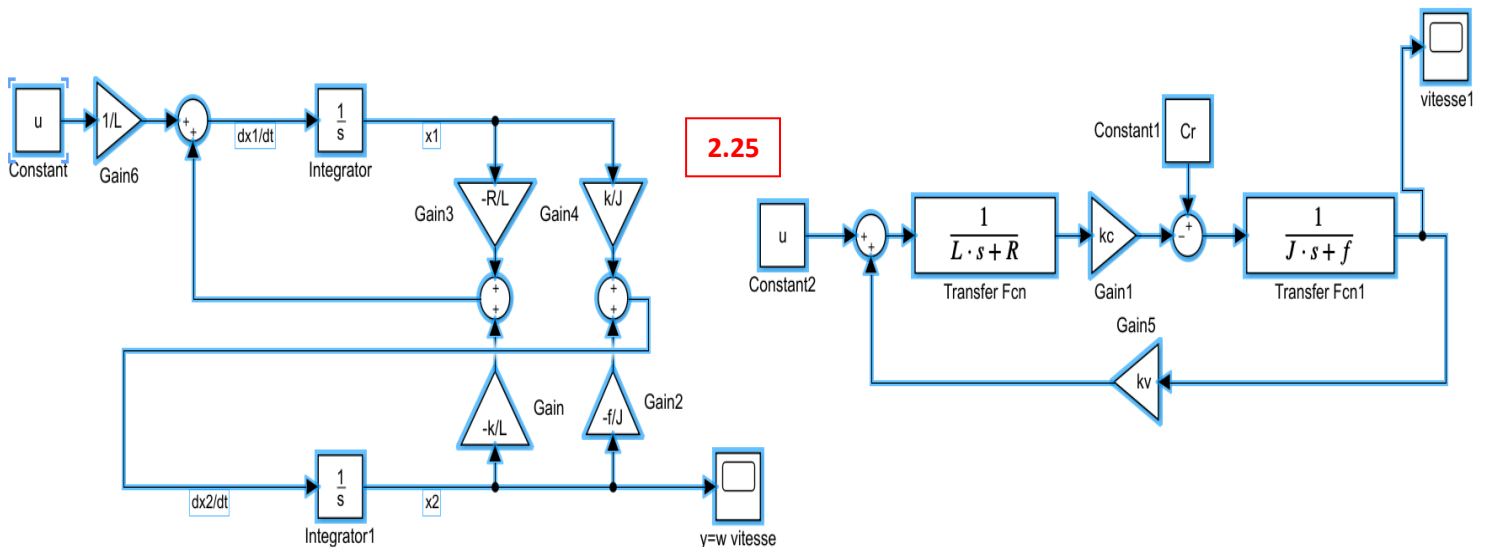 u
Constant
1/L
Gain6
+
+
dx1/dt
1
s
Integrator
x1
-R/L
Gain3
k/J
Gain4
+
+
+
+
-k/L
Gain
-f/J
Gain2
dx2/dt
1
s
Integrator1
x2
y=w vitesse
2.25
u
Constant2
+
+
1
L · s + R
Transfer Fcn
kc
Gain1
Constant1
Cr
+
−
1
J · s + f
Transfer Fcn1
vitesse1
Gain5
kv